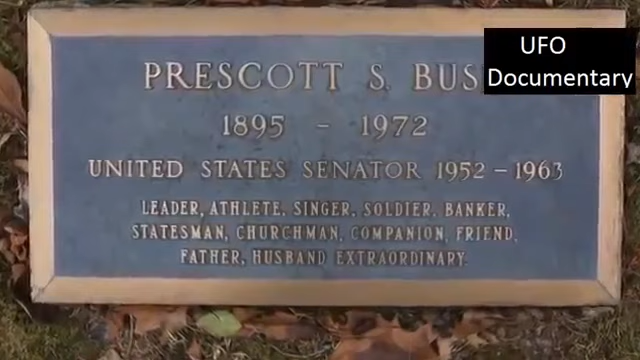 PRESCOTT S. BUS
1895 – 1972
UNITED STATES SENATOR 1952 – 1963
LEADER, ATHLETE, SINGER, SOLDIER, BANKER,
STATESMAN, CHURCHMAN, COMPANION, FRIEND,
FATHER, HUSBAND EXTRAORDINARY.
UFO
Documentary